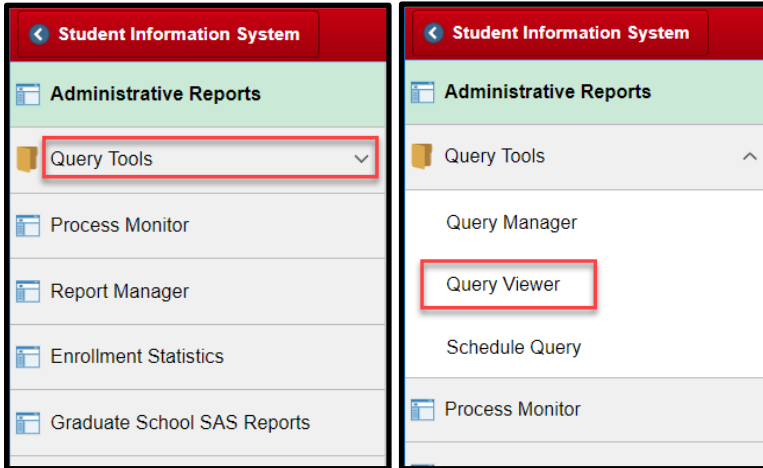 Student Information System
Administrative Reports
Query Tools
Process Monitor
Report Manager
Enrollment Statistics
Graduate School SAS Reports
Student Information System
Administrative Reports
Query Tools
Query Manager
Query Viewer
Schedule Query
Process Monitor